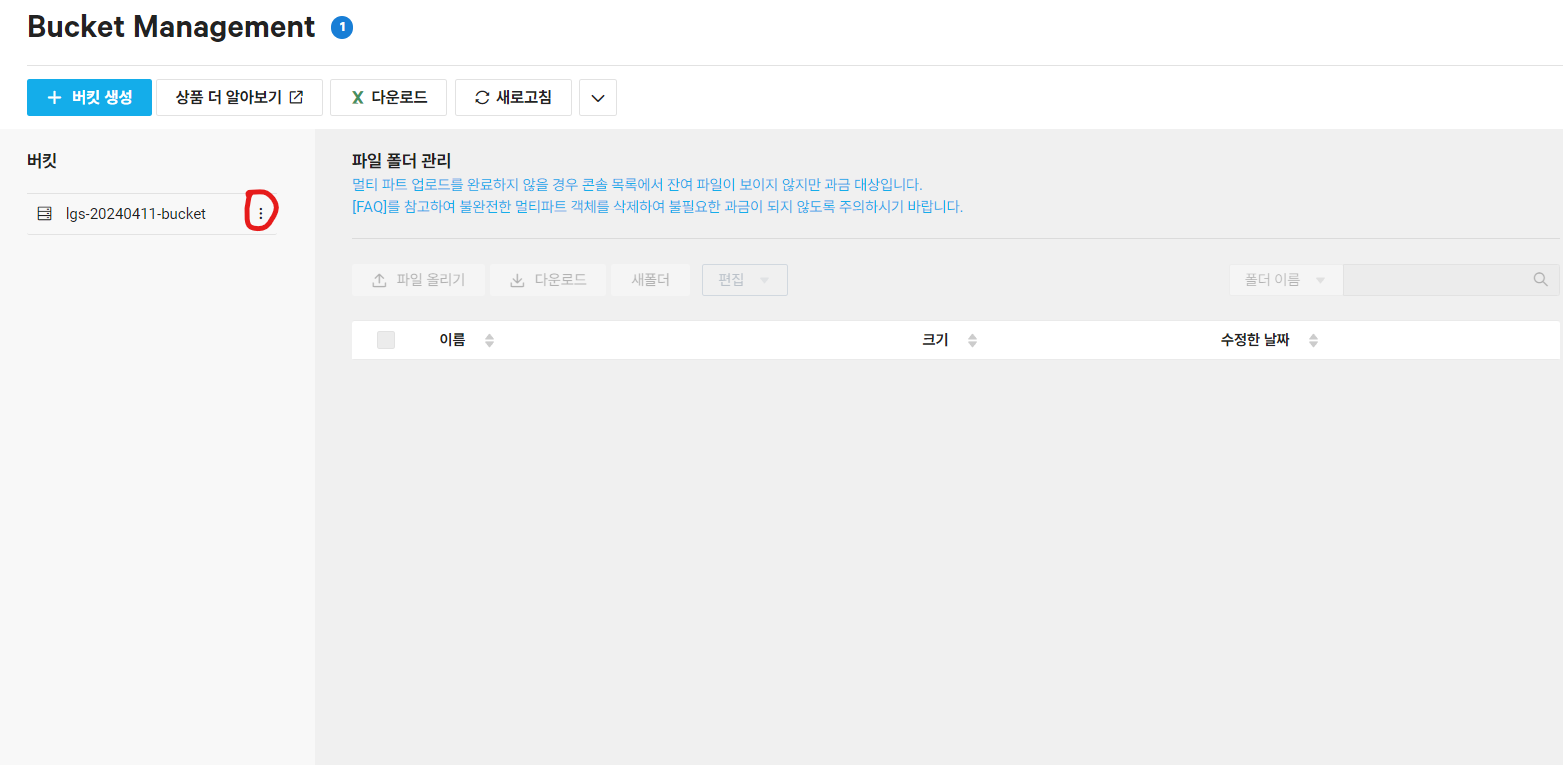 Bucket Management 1
+ 버킷 생성 상품 더 알아보기 X 다운로드 새로고침
버킷
lgs-20240411-bucket
파일 폴더 관리
멀티 파트 업로드를 완료하지 않을 경우 콘솔 목록에서 잔여 파일이 보이지 않지만 과금 대상입니다.
[FAQ]를 참고하여 불완전한 멀티파트 객체를 삭제하여 불필요한 과금이 되지 않도록 주의하시기 바랍니다.
파일 올리기 다운로드 새폴더 편집 폴더 이름
이름 크기 수정한 날짜